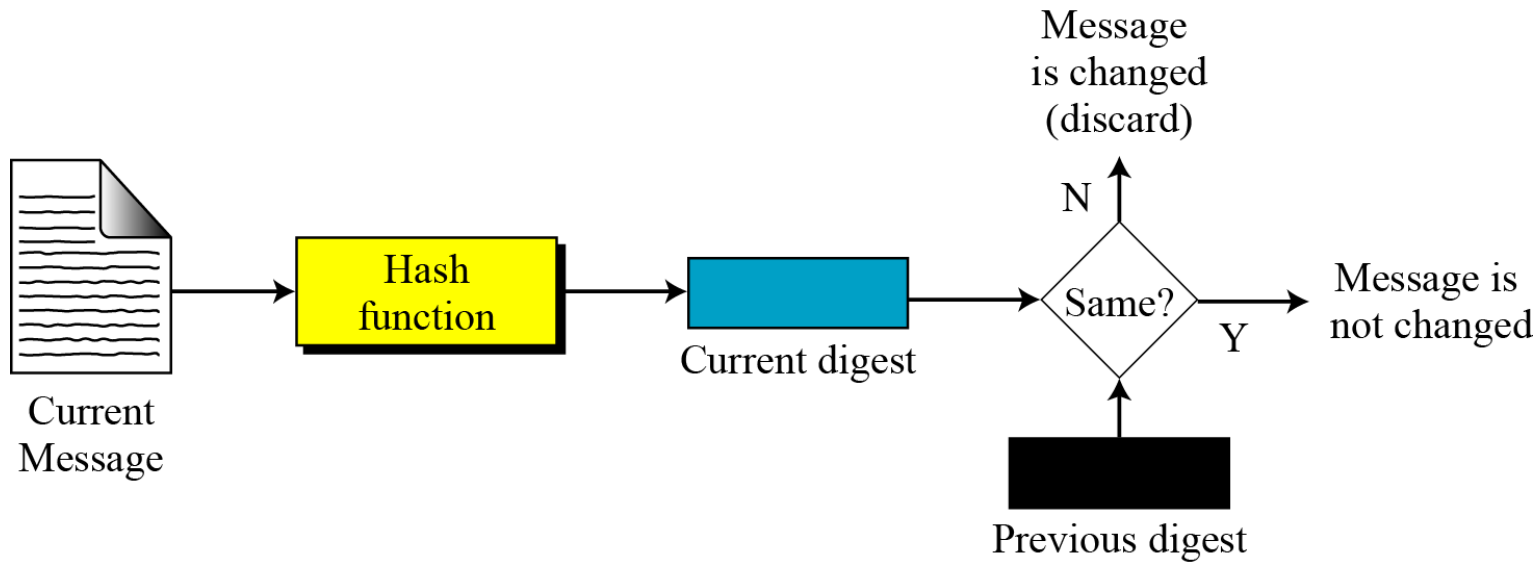 Message
is changed
(discard)
N
Hash
function
Same?
Message is
not changed
Y
Current digest
Current
Message
Previous digest